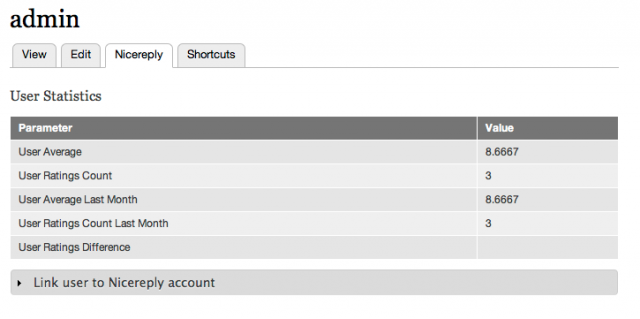 admin
View Edit Nicereply Shortcuts
User Statistics
Parameter Value
User Average 8.6667
User Ratings Count 3
User Average Last Month 8.6667
User Ratings Count Last Month 3
User Ratings Difference
Link user to Nicereply account